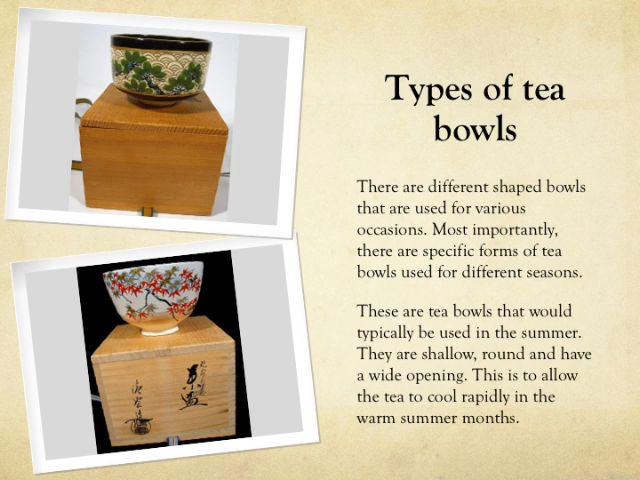 Types of tea
bowls
There are different shaped bowls
that are used for various
occasions. Most importantly,
there are specific forms of tea
bowls used for different seasons.
These are tea bowls that would
typically be used in the summer.
They are shallow, round and have
a wide opening. This is to allow
the tea to cool rapidly in the
warm summer months.